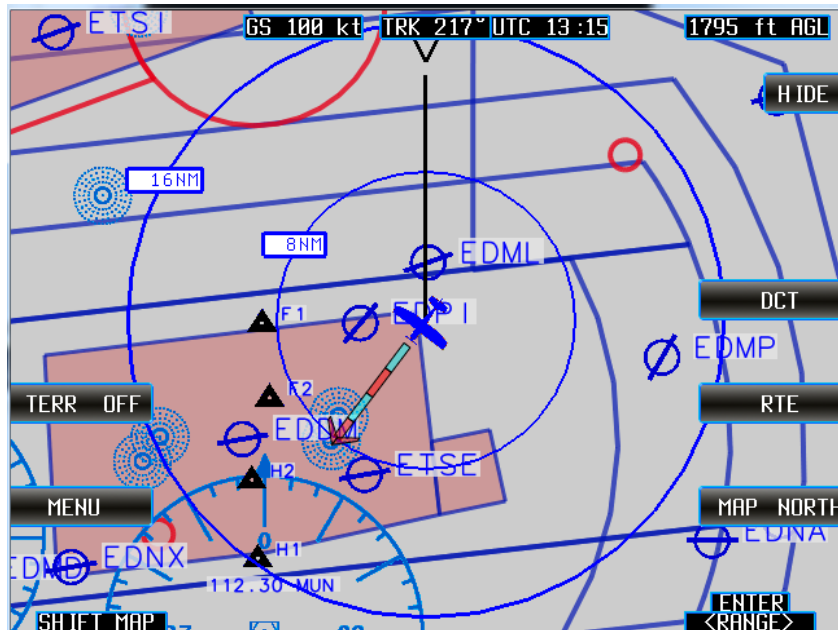 ETSI
GS 100 kt
TRK 217°
UTC 13:15
1795 ft AGL
HIDE
16NM
8NM
EDML
DCT
F1
EDPI
EDMP
F2
TERR OFF
RTE
EDDM
H2
ETSE
MENU
MAP NORTH
0
EDNA
H1
EDMD
EDNX
112.30 MUN
ENTER
SHIFT MAP
<RANGE>